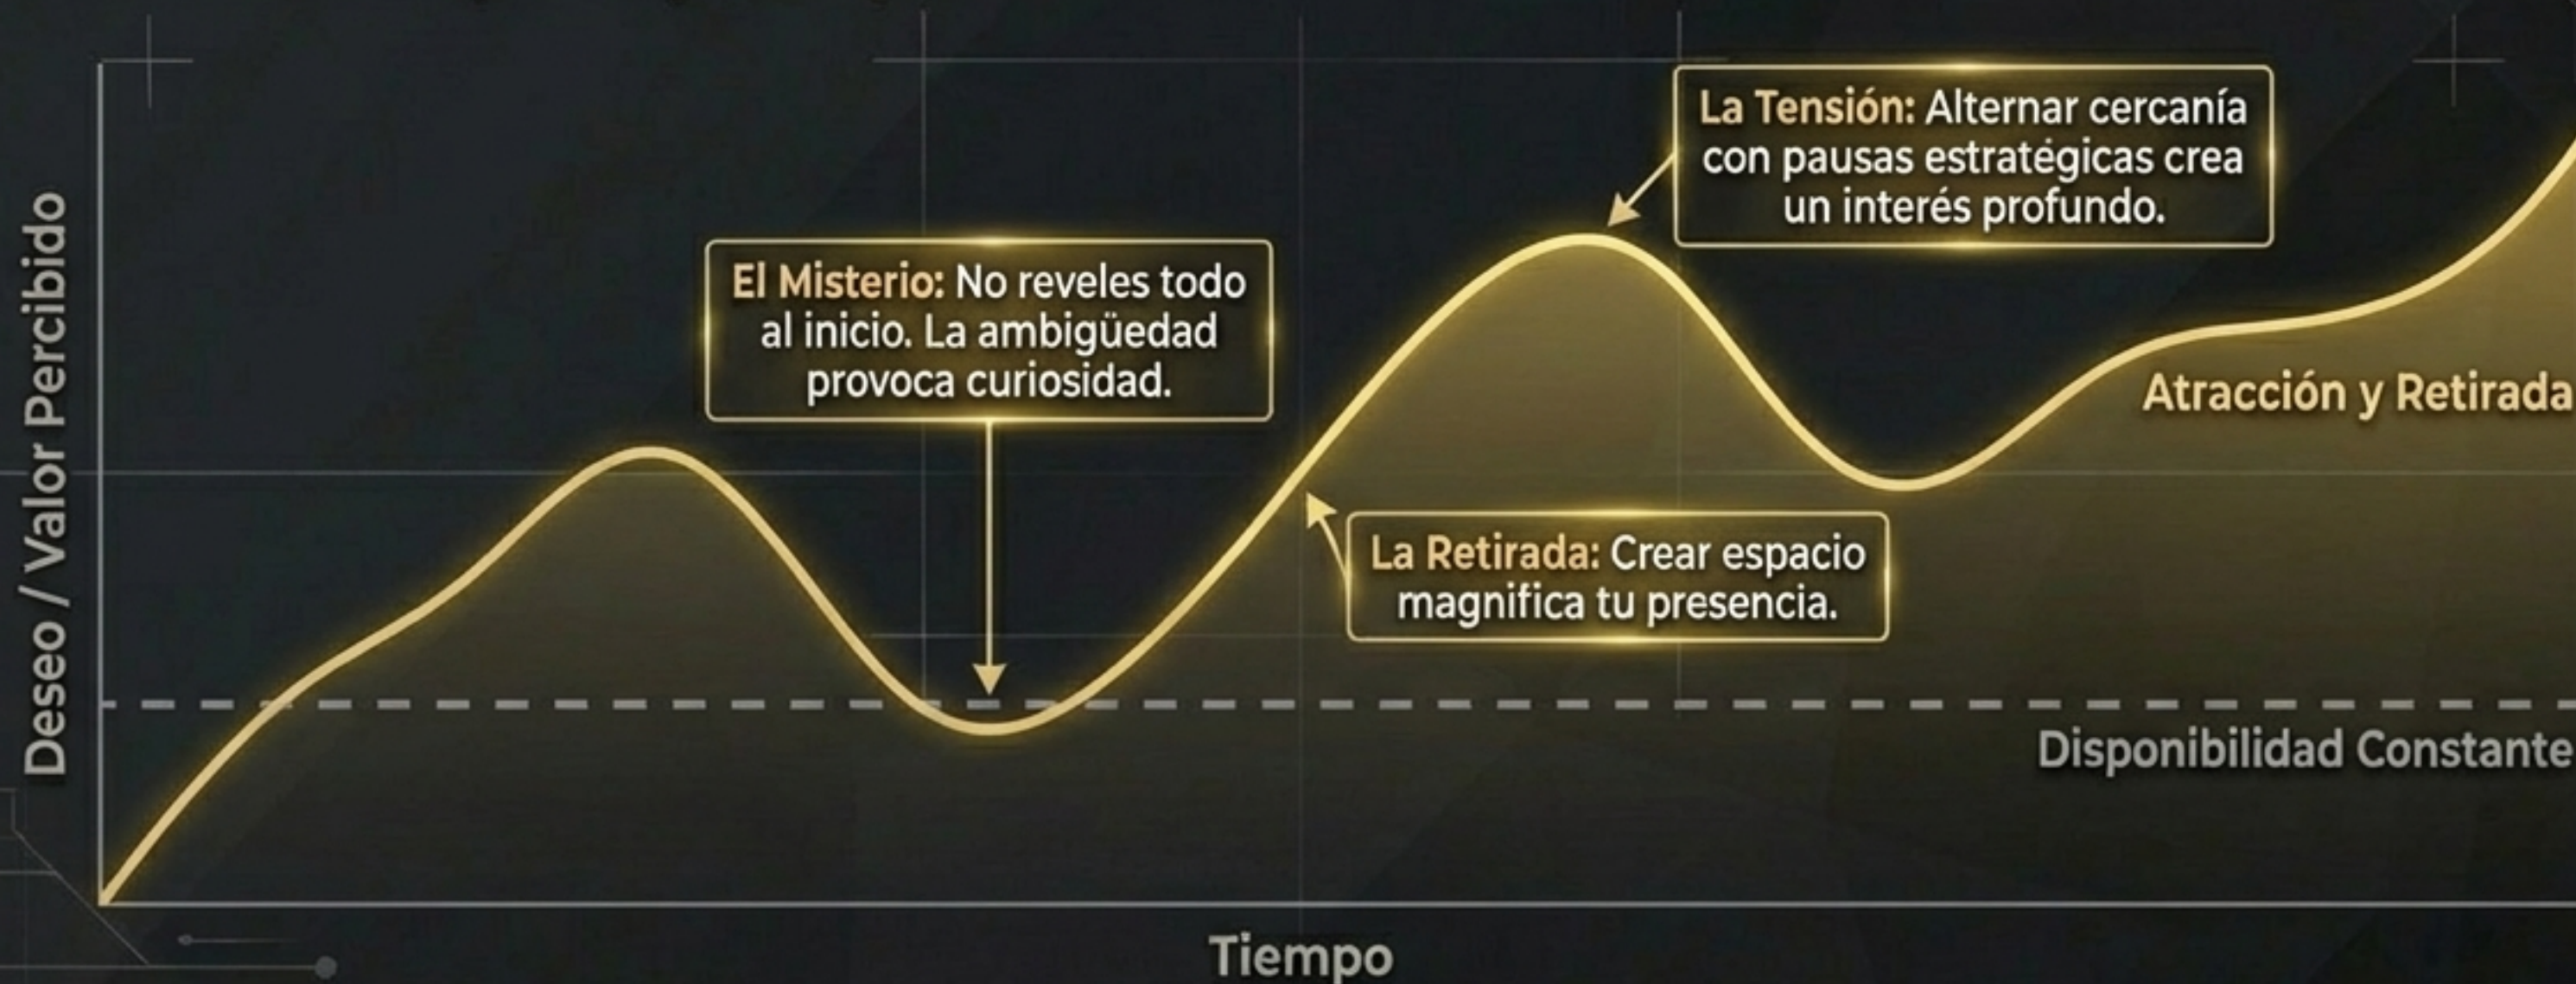 Deseo / Valor Percibido
La Tensión: Alternar cercanía
con pausas estratégicas crea
un interés profundo.
El Misterio: No reveles todo
al inicio. La ambigüedad
provoca curiosidad.
Atracción y Retirada
La Retirada: Crear espacio
magnifica tu presencia.
Disponibilidad Constante
Tiempo